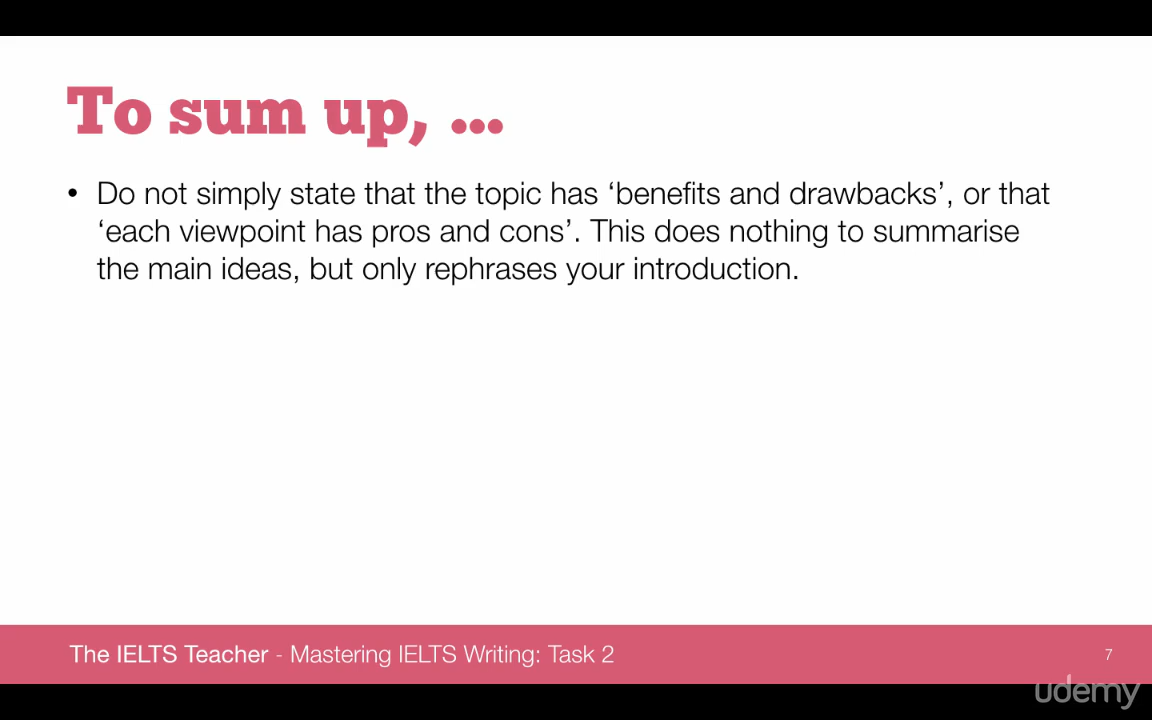 To sum up, ...
• Do not simply state that the topic has ‘benefits and drawbacks’, or that
‘each viewpoint has pros and cons’. This does nothing to summarise
the main ideas, but only rephrases your introduction.
The IELTS Teacher - Mastering IELTS Writing: Task 2
7
udemy